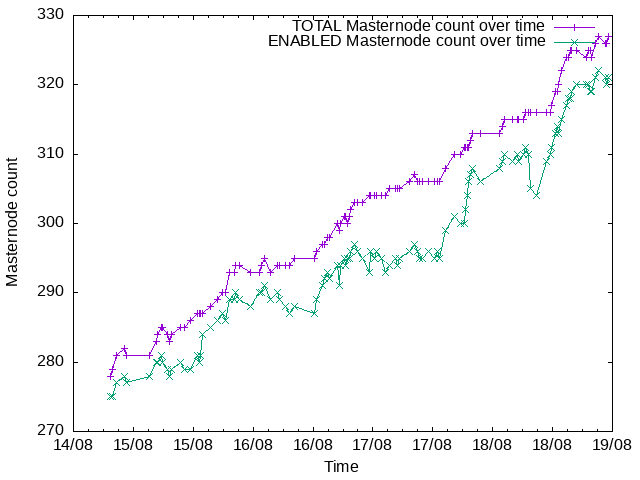 TOTAL Masternode count over time
ENABLED Masternode count over time
330
320
310
300
290
280
270
Masternode count
14/08 15/08 15/08 16/08 16/08 17/08 17/08 18/08 18/08 19/08
Time